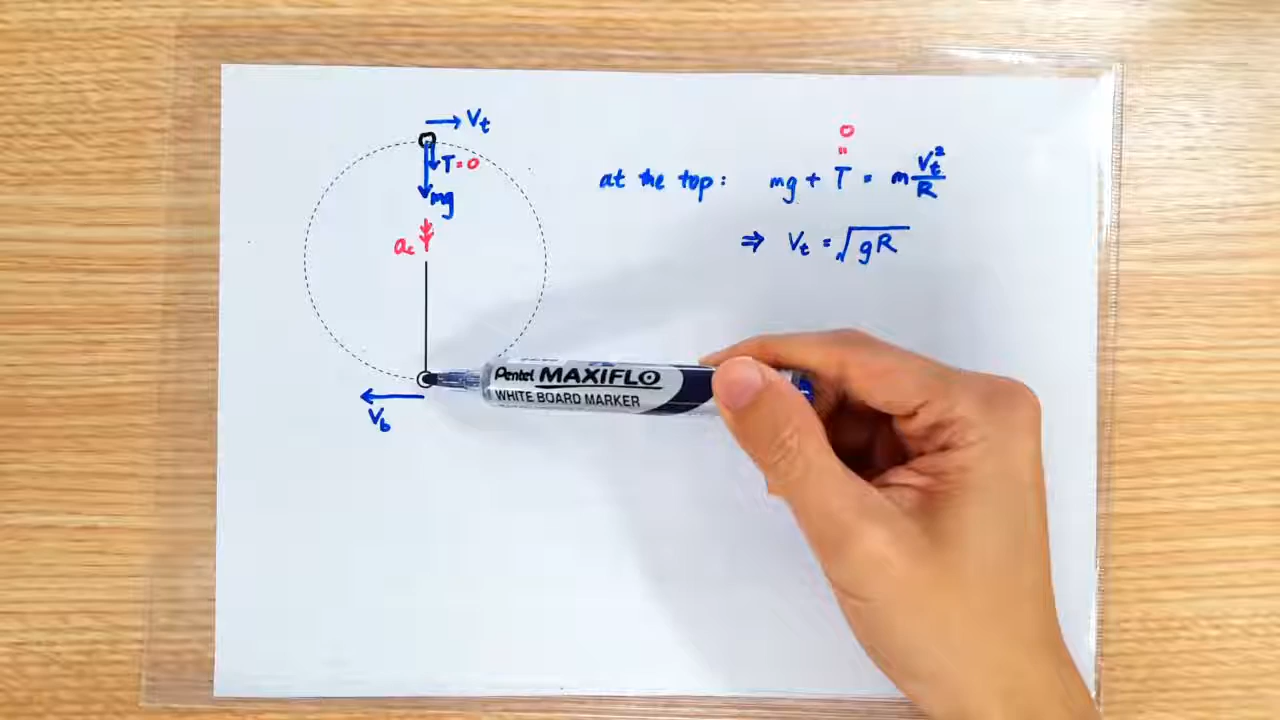 → Vt
T = 0
mg
ac
Vb
0
"
at the top: mg + T = m Vt²/R
⇒ Vt = √gR
Pentel MAXIFLO
WHITE BOARD MARKER